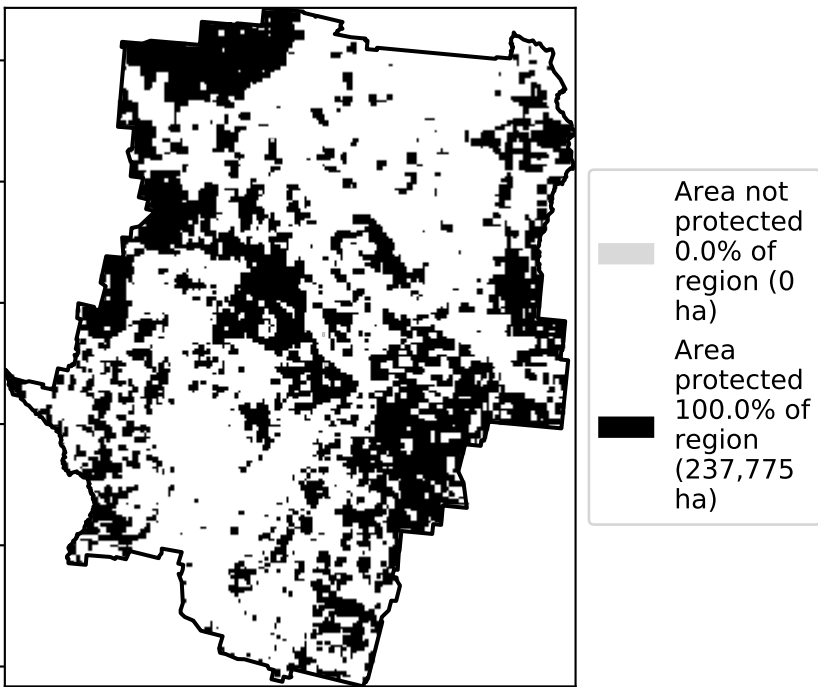 Area not
protected
0.0% of
region (0
ha)
Area
protected
100.0% of
region
(237,775
ha)